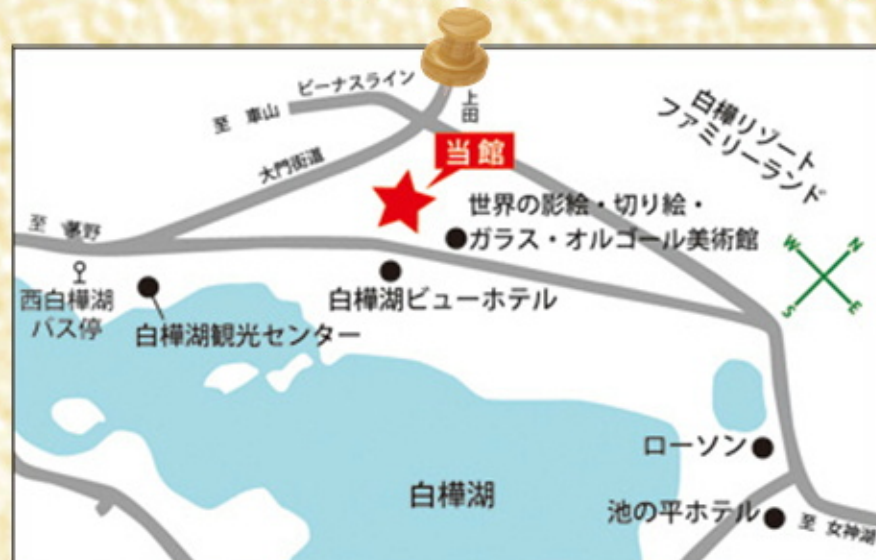 ビーナスライン
上田
至 車山
大門街道
当館
白樺リゾート
ファミリーランド
世界の影絵・切り絵・
ガラス・オルゴール美術館
至 茅野
W
N
S
E
西白樺湖
バス停
白樺湖観光センター
白樺湖ビューホテル
ローソン
白樺湖
池の平ホテル
至 女神湖